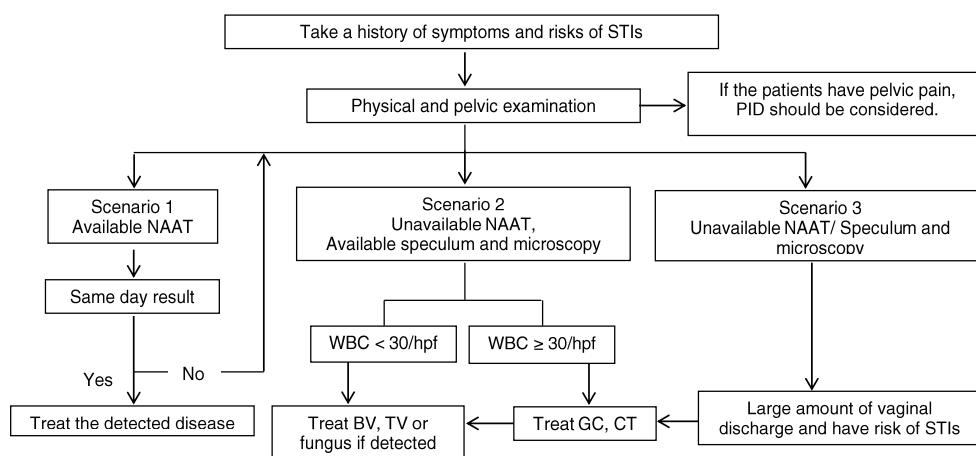 Take a history of symptoms and risks of STIs
Physical and pelvic examination
If the patients have pelvic pain,
PID should be considered.
Scenario 1
Available NAAT
Scenario 2
Unavailable NAAT,
Available speculum and microscopy
Scenario 3
Unavailable NAAT/ Speculum and
microscopy
Same day result
WBC < 30/hpf
WBC ≥ 30/hpf
Yes
No
Treat the detected disease
Treat BV, TV or
fungus if detected
Treat GC, CT
Large amount of vaginal
discharge and have risk of STIs